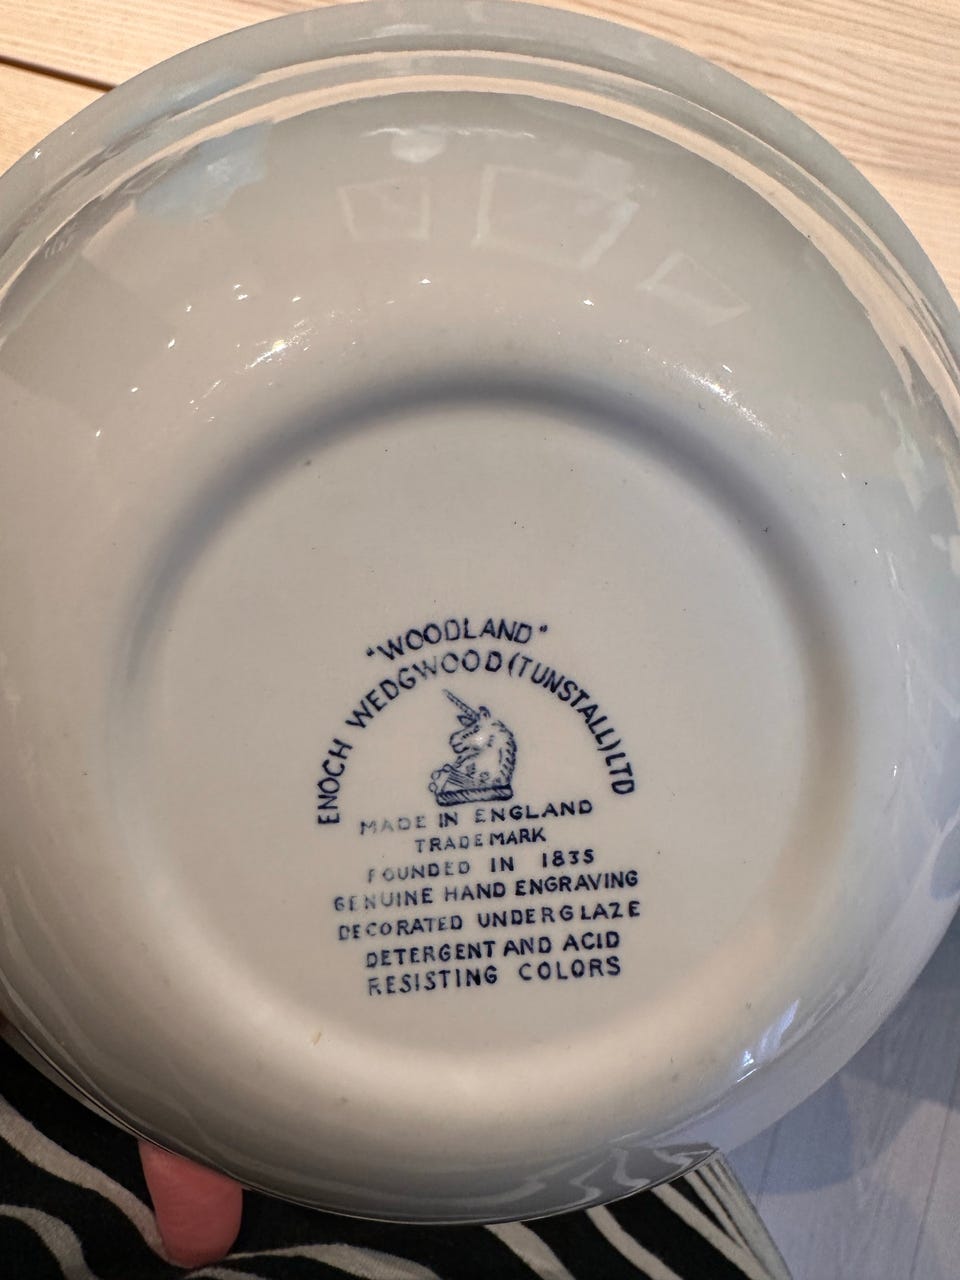 "WOODLAND"
ENOCH WEDGWOOD (TUNSTALL) LTD
MADE IN ENGLAND
TRADE MARK
FOUNDED IN 1835
GENUINE HAND ENGRAVING
DECORATED UNDERGLAZE
DETERGENT AND ACID
RESISTING COLORS